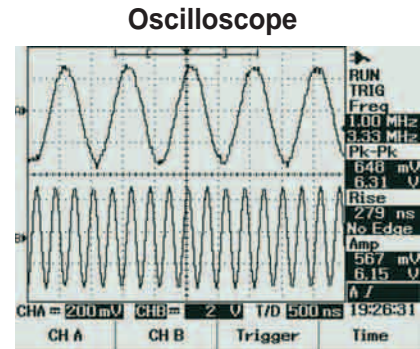 Oscilloscope
RUN
TRIG
Freq
1.00 MHz
3.33 MHz
Pk-Pk
648 mV
6.31 V
Rise
279 ns
No Edge
Amp
567 mV
6.15 V
CHA = 200mV CHB = 2 V T/D 500 ns 19:26:31
CH A CH B Trigger Time